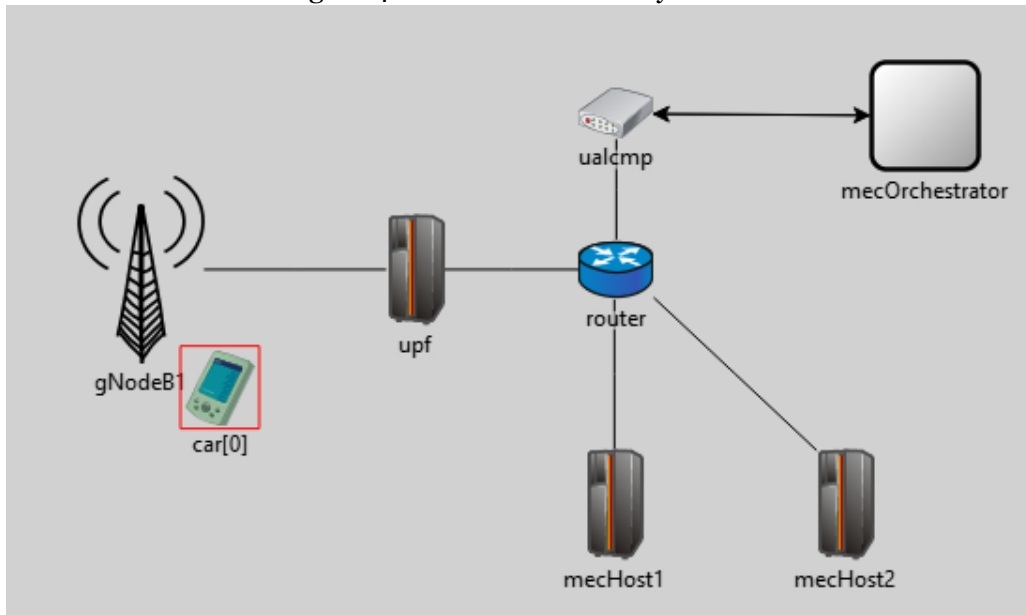 ualcmp
mecOrchestrator
gNodeB1
upf
router
car[0]
mecHost1
mecHost2